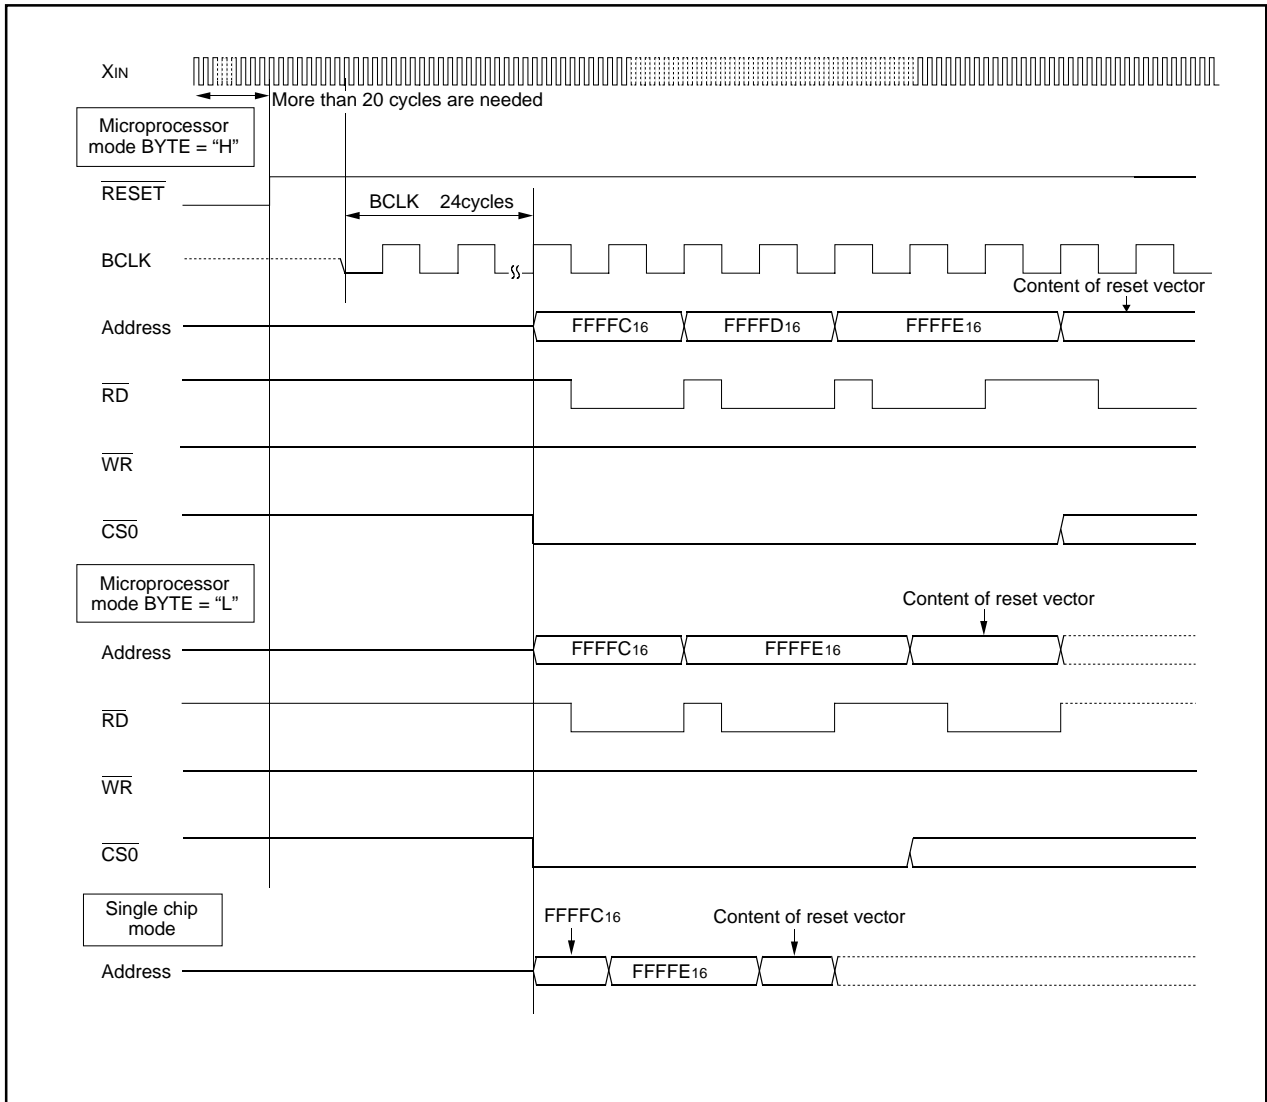 XIN
More than 20 cycles are needed
Microprocessor
mode BYTE = “H”
RESET
BCLK 24cycles
BCLK
Content of reset vector
Address
FFFFC16
FFFFD16
FFFFE16
RD
WR
CS0
Microprocessor
mode BYTE = “L”
Content of reset vector
Address
FFFFC16
FFFFE16
RD
WR
CS0
Single chip
mode
FFFFC16
Content of reset vector
Address
FFFFE16